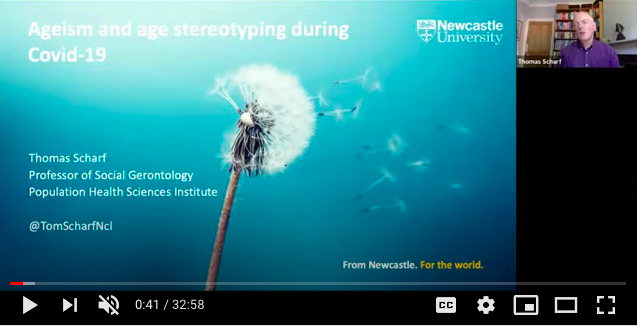 Ageism and age stereotyping during
Covid-19
Newcastle
University
Thomas Scharf
Thomas Scharf
Professor of Social Gerontology
Population Health Sciences Institute
@TomScharfNcl
From Newcastle. For the world.
0:41 / 32:58
CC